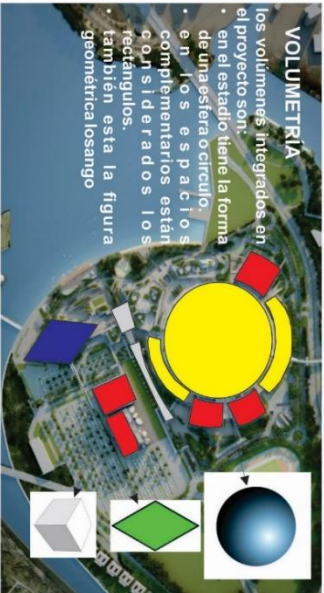 VOLUMETRÍA
los volúmenes integrados en
el proyecto son:
• en el estadio tiene la forma
de una esfera o circulo.
• en los espacios
complementarios están
considerados los
rectángulos.
• también esta la figura
geométrica losango